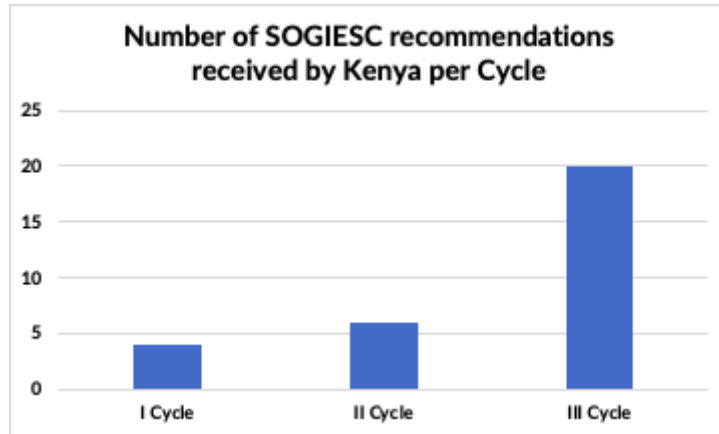 Number of SOGIESC recommendations
received by Kenya per Cycle
25
20
15
10
5
0
I Cycle II Cycle III Cycle